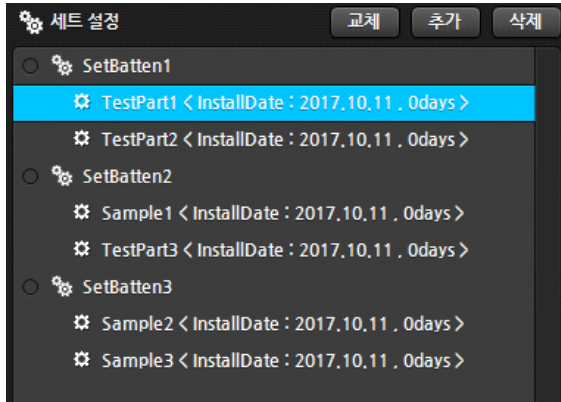 세트 설정 교체 추가 삭제
SetBatten1
TestPart1 < InstallDate : 2017.10.11 , 0days >
TestPart2 < InstallDate : 2017.10.11 , 0days >
SetBatten2
Sample1 < InstallDate : 2017.10.11 , 0days >
TestPart3 < InstallDate : 2017.10.11 , 0days >
SetBatten3
Sample2 < InstallDate : 2017.10.11 , 0days >
Sample3 < InstallDate : 2017.10.11 , 0days >